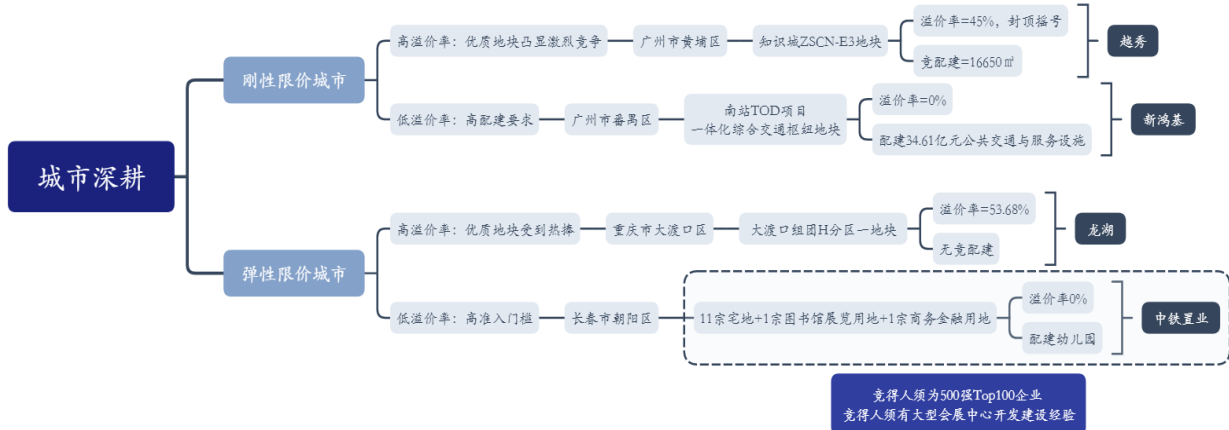 城市深耕
刚性限价城市
高溢价率：优质地块凸显激烈竞争
广州市黄埔区
知识城ZSCN-E3地块
溢价率=45%，封顶摇号
竞配建=16650㎡
越秀
低溢价率：高配建要求
广州市番禺区
南站TOD项目
一体化综合交通枢纽地块
溢价率=0%
配建34.61亿元公共交通与服务设施
新鸿基
弹性限价城市
高溢价率：优质地块受到热捧
重庆市大渡口区
大渡口组团H分区一地块
溢价率=53.68%
无竞配建
龙湖
低溢价率：高准入门槛
长春市朝阳区
11宗宅地+1宗图书馆展览用地+1宗商务金融用地
溢价率0%
配建幼儿园
中铁置业
竞得人须为500强Top100企业
竞得人须有大型会展中心开发建设经验